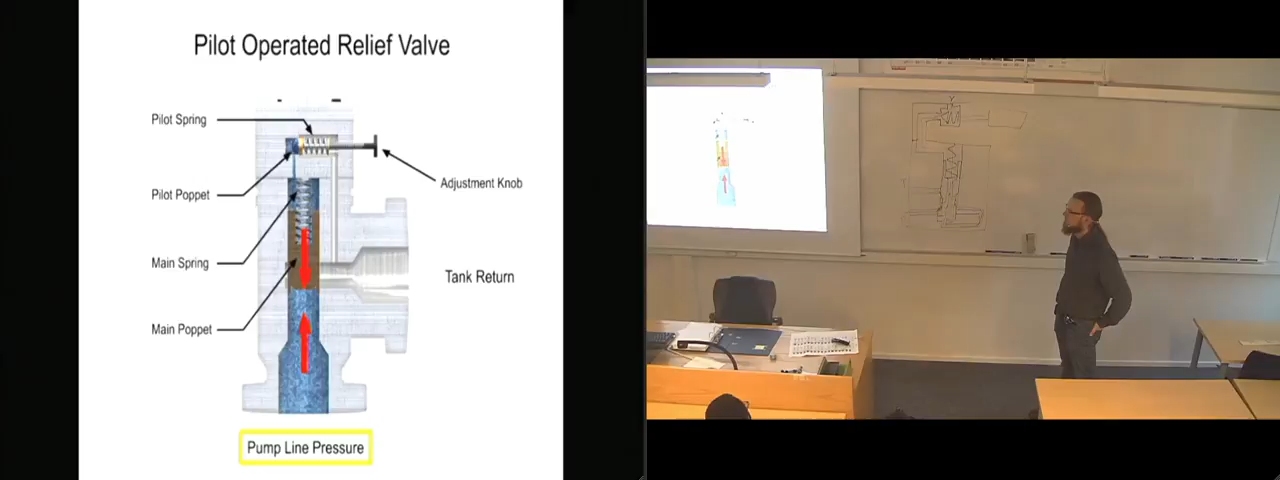 Pilot Operated Relief Valve
Pilot Spring
Adjustment Knob
Pilot Poppet
Main Spring
Tank Return
Main Poppet
Pump Line Pressure